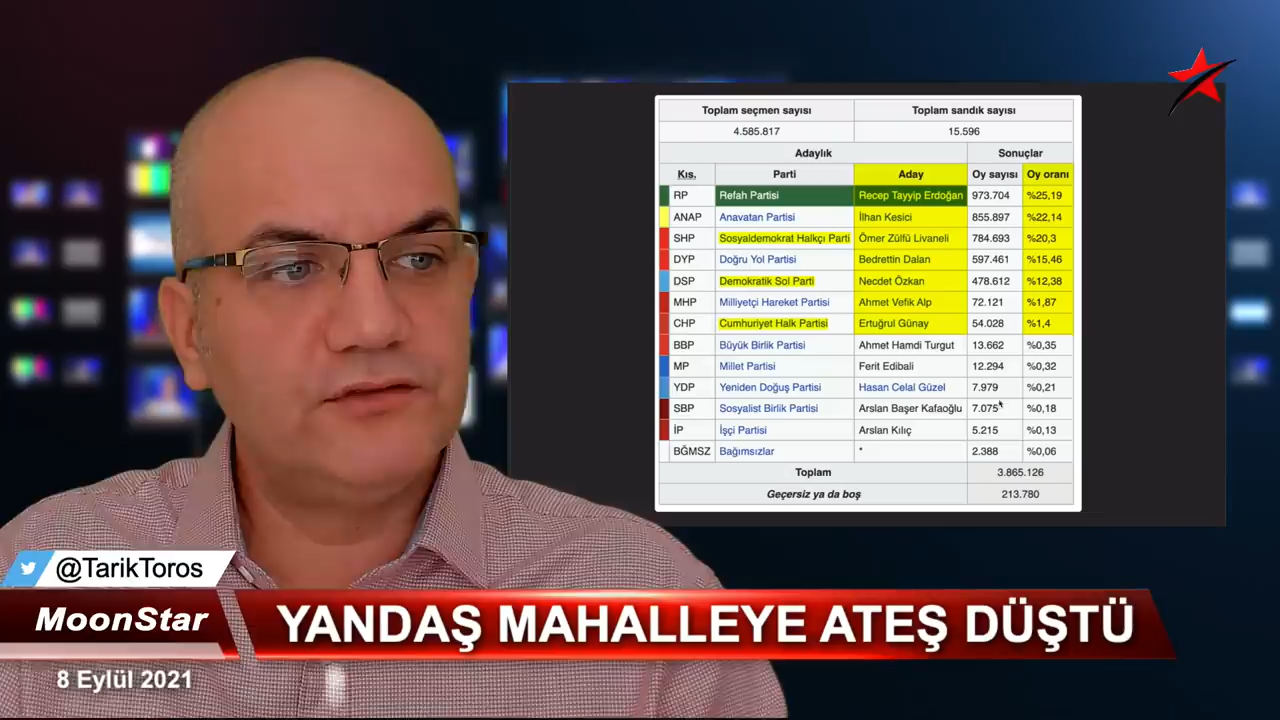 Toplam seçmen sayısı Toplam sandık sayısı
4.585.817 15.596
Adaylık Sonuçlar
Kıs. Parti Aday Oy sayısı Oy oranı
RP Refah Partisi Recep Tayyip Erdoğan 973.704 %25,19
ANAP Anavatan Partisi İlhan Kesici 855.897 %22,14
SHP Sosyaldemokrat Halkçı Parti Ömer Zülfü Livaneli 784.693 %20,3
DYP Doğru Yol Partisi Bedrettin Dalan 597.461 %15,46
DSP Demokratik Sol Parti Necdet Özkan 478.612 %12,38
MHP Milliyetçi Hareket Partisi Ahmet Vefik Alp 72.121 %1,87
CHP Cumhuriyet Halk Partisi Ertuğrul Günay 54.028 %1,4
BBP Büyük Birlik Partisi Ahmet Hamdi Turgut 13.662 %0,35
MP Millet Partisi Ferit Edibali 12.294 %0,32
YDP Yeniden Doğuş Partisi Hasan Celal Güzel 7.979 %0,21
SBP Sosyalist Birlik Partisi Arslan Başer Kafaoğlu 7.075 %0,18
İP İşçi Partisi Arslan Kılıç 5.215 %0,13
BĞMSZ Bağımsızlar * 2.388 %0,06
Toplam 3.865.126
Geçersiz ya da boş 213.780
@TarikToros
MoonStar YANDAŞ MAHALLEYE ATEŞ DÜŞTÜ
8 Eylül 2021